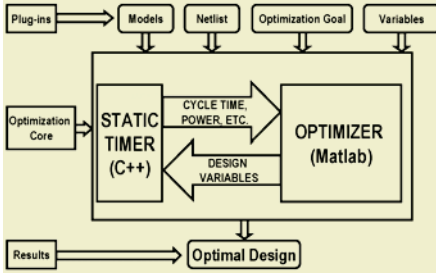 Plug-ins
Models
Netlist
Optimization Goal
Variables
Optimization
Core
STATIC
TIMER
(C++)
CYCLE TIME,
POWER, ETC.
DESIGN
VARIABLES
OPTIMIZER
(Matlab)
Results
Optimal Design